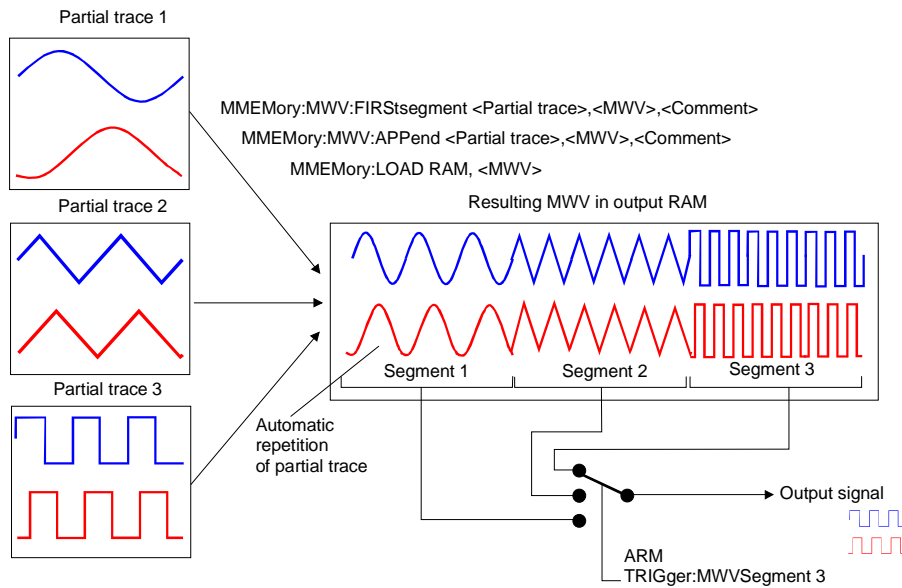 Partial trace 1
MMEMory:MWV:FIRStsegment <Partial trace>,<MWV>,<Comment>
MMEMory:MWV:APPend <Partial trace>,<MWV>,<Comment>
MMEMory:LOAD RAM, <MWV>
Partial trace 2
Resulting MWV in output RAM
Partial trace 3
Segment 1
Segment 2
Segment 3
Automatic
repetition
of partial trace
Output signal
ARM
TRIGger:MWVSegment 3